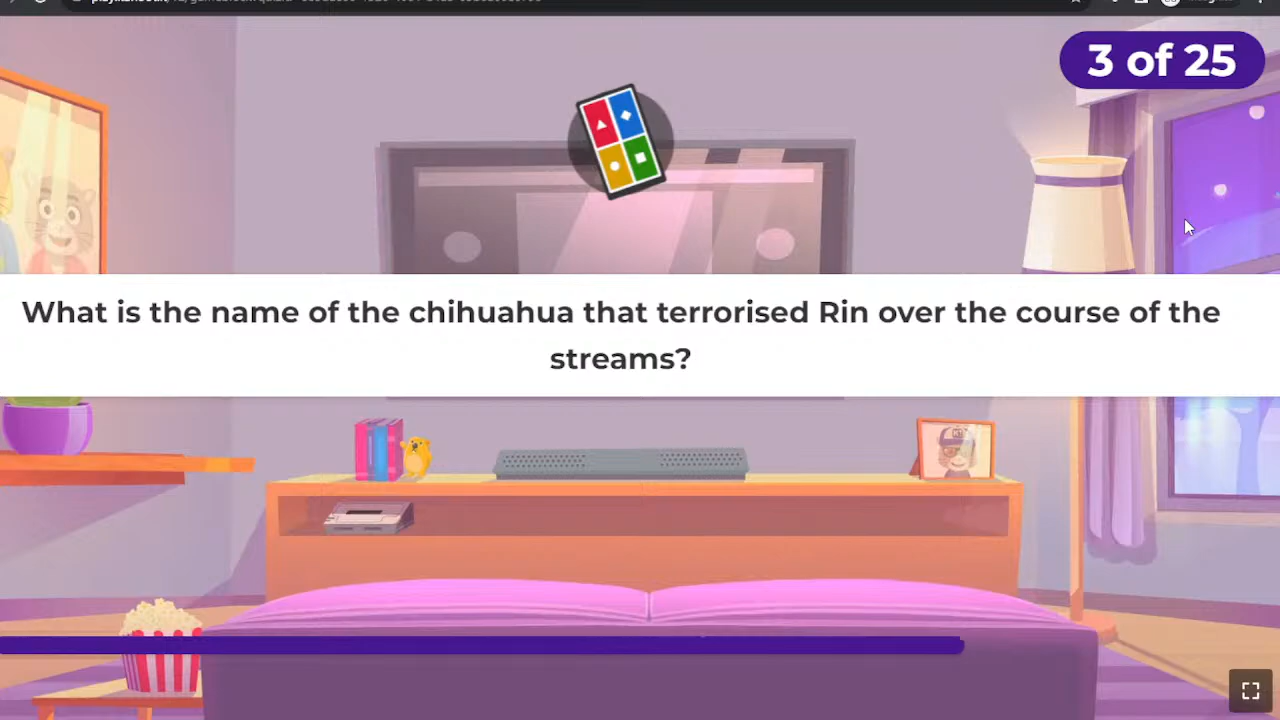 3 of 25
What is the name of the chihuahua that terrorised Rin over the course of the
streams?